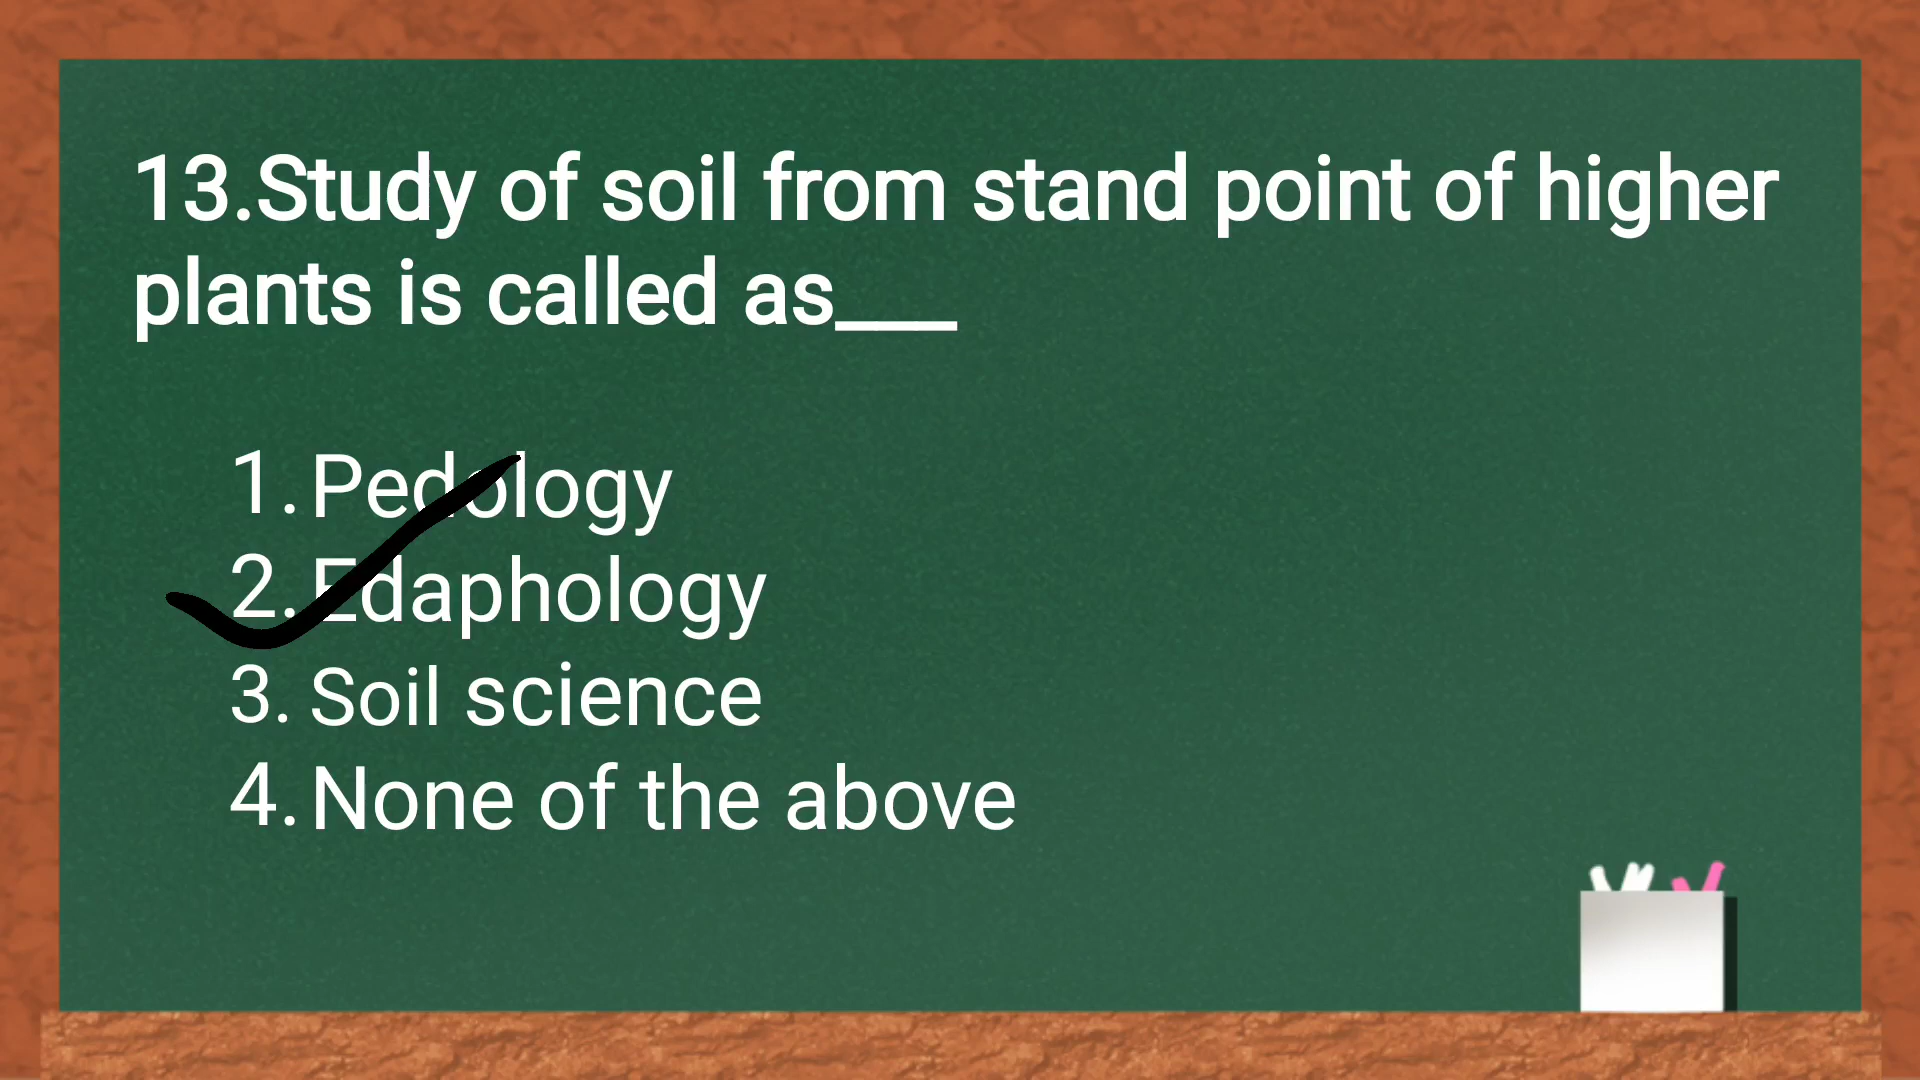 13.Study of soil from stand point of higher
plants is called as___
1. Pedology
2. Edaphology
3. Soil science
4. None of the above